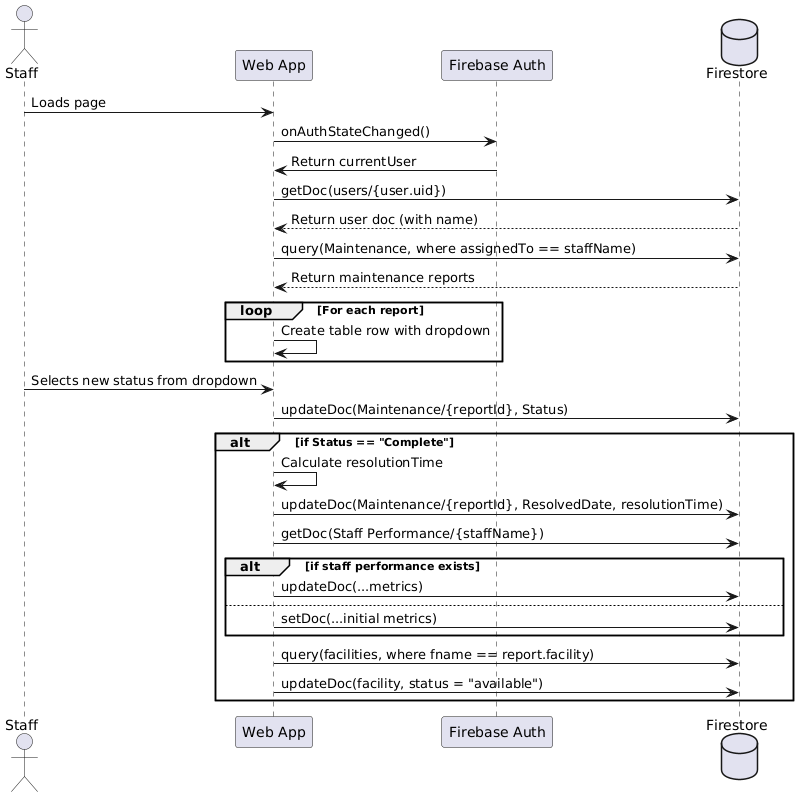 Staff
Web App
Firebase Auth
Firestore
Loads page
onAuthStateChanged()
Return currentUser
getDoc(users/{user.uid})
Return user doc (with name)
query(Maintenance, where assignedTo == staffName)
Return maintenance reports
loop [For each report]
Create table row with dropdown
Selects new status from dropdown
updateDoc(Maintenance/{reportId}, Status)
alt [if Status == "Complete"]
Calculate resolutionTime
updateDoc(Maintenance/{reportId}, ResolvedDate, resolutionTime)
getDoc(Staff Performance/{staffName})
alt [if staff performance exists]
updateDoc(...metrics)
setDoc(...initial metrics)
query(facilities, where fname == report.facility)
updateDoc(facility, status = "available")
Staff
Web App
Firebase Auth
Firestore